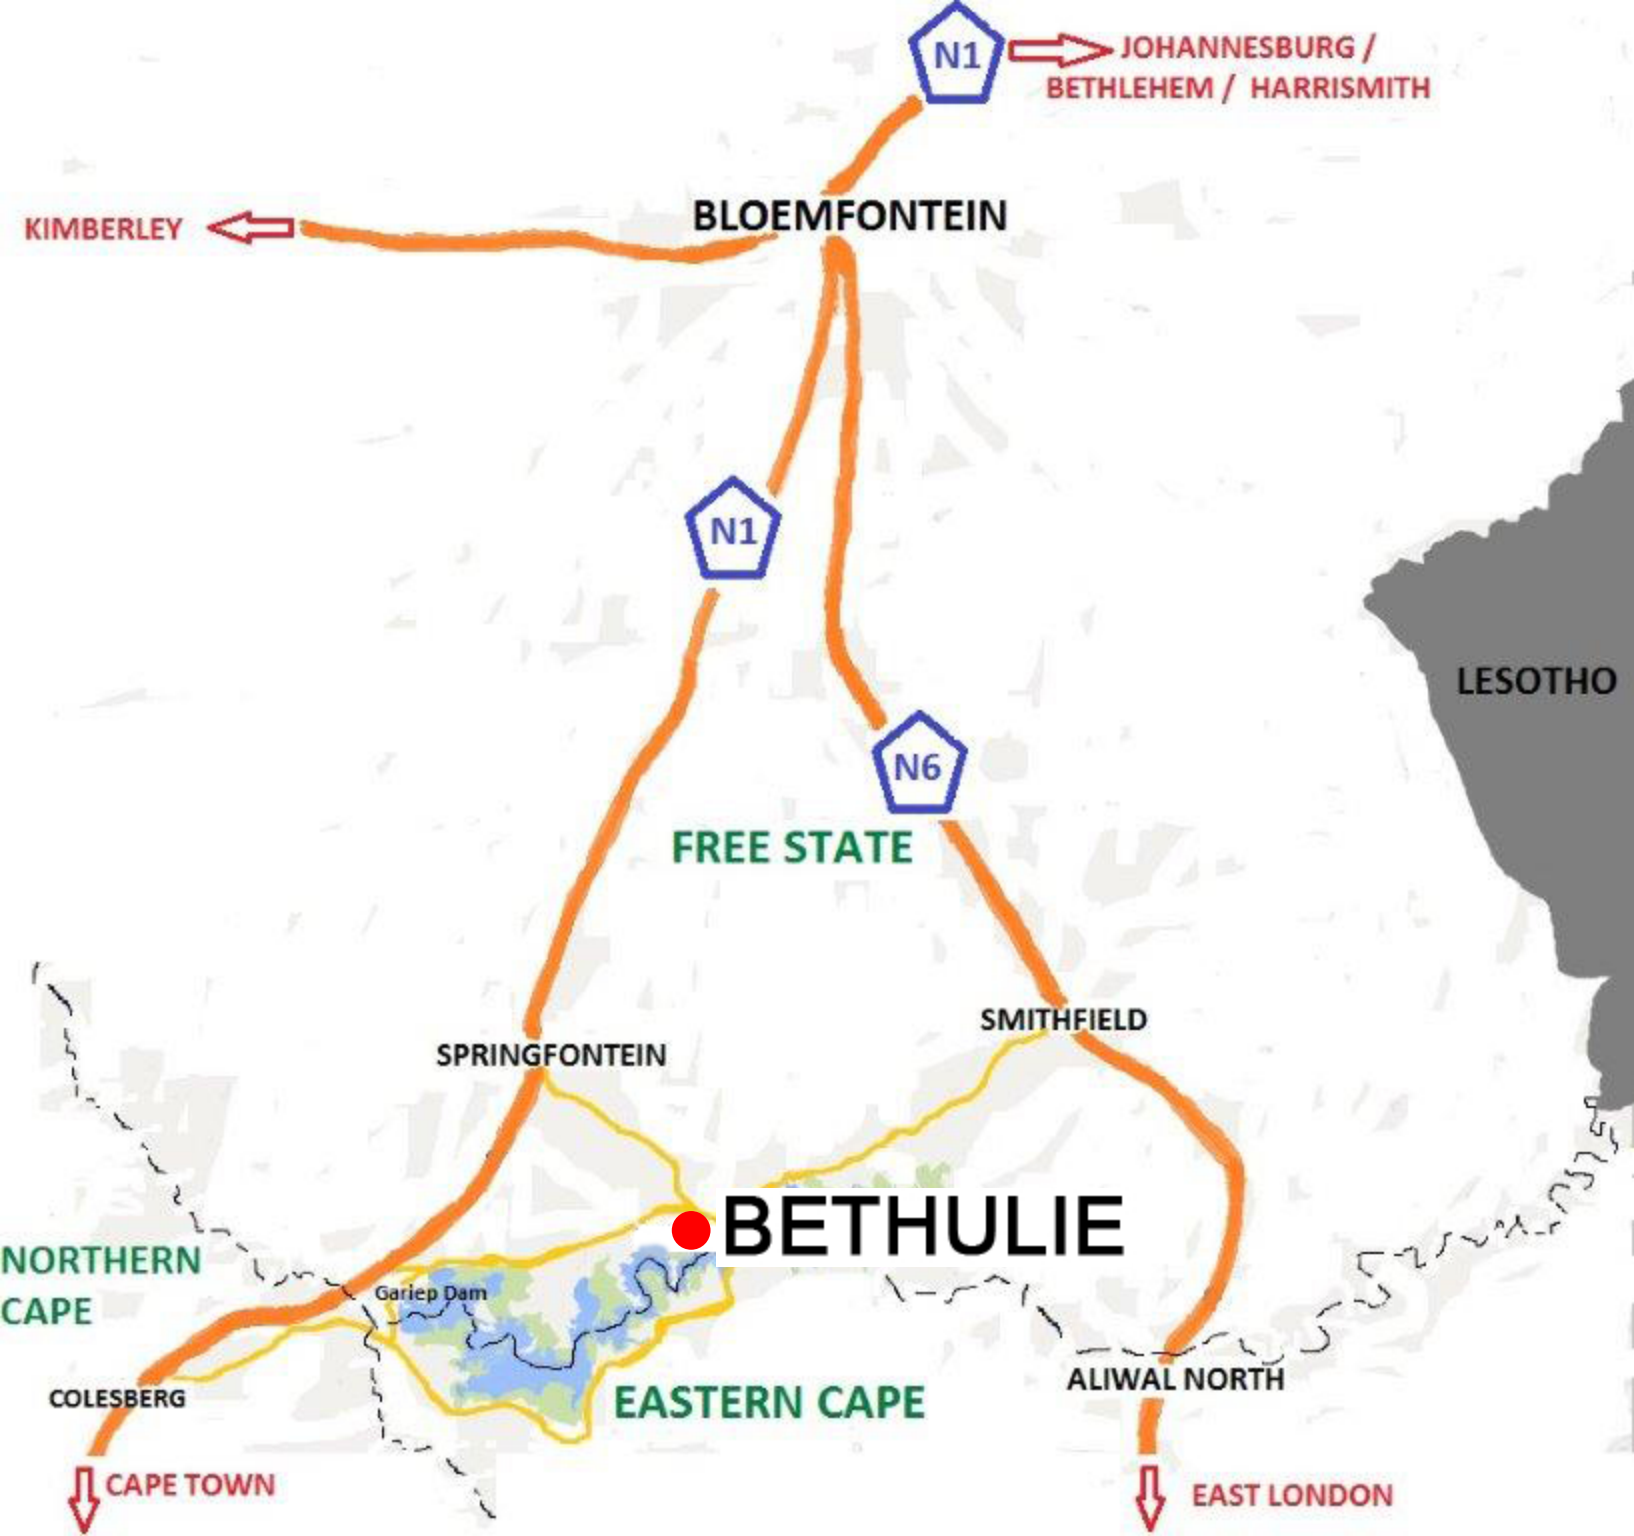 N1
JOHANNESBURG /
BETHLEHEM / HARRISMITH
KIMBERLEY
BLOEMFONTEIN
N1
LESOTHO
N6
FREE STATE
SMITHFIELD
SPRINGFONTEIN
BETHULIE
NORTHERN
CAPE
Gariep Dam
COLESBERG
EASTERN CAPE
ALIWAL NORTH
CAPE TOWN
EAST LONDON